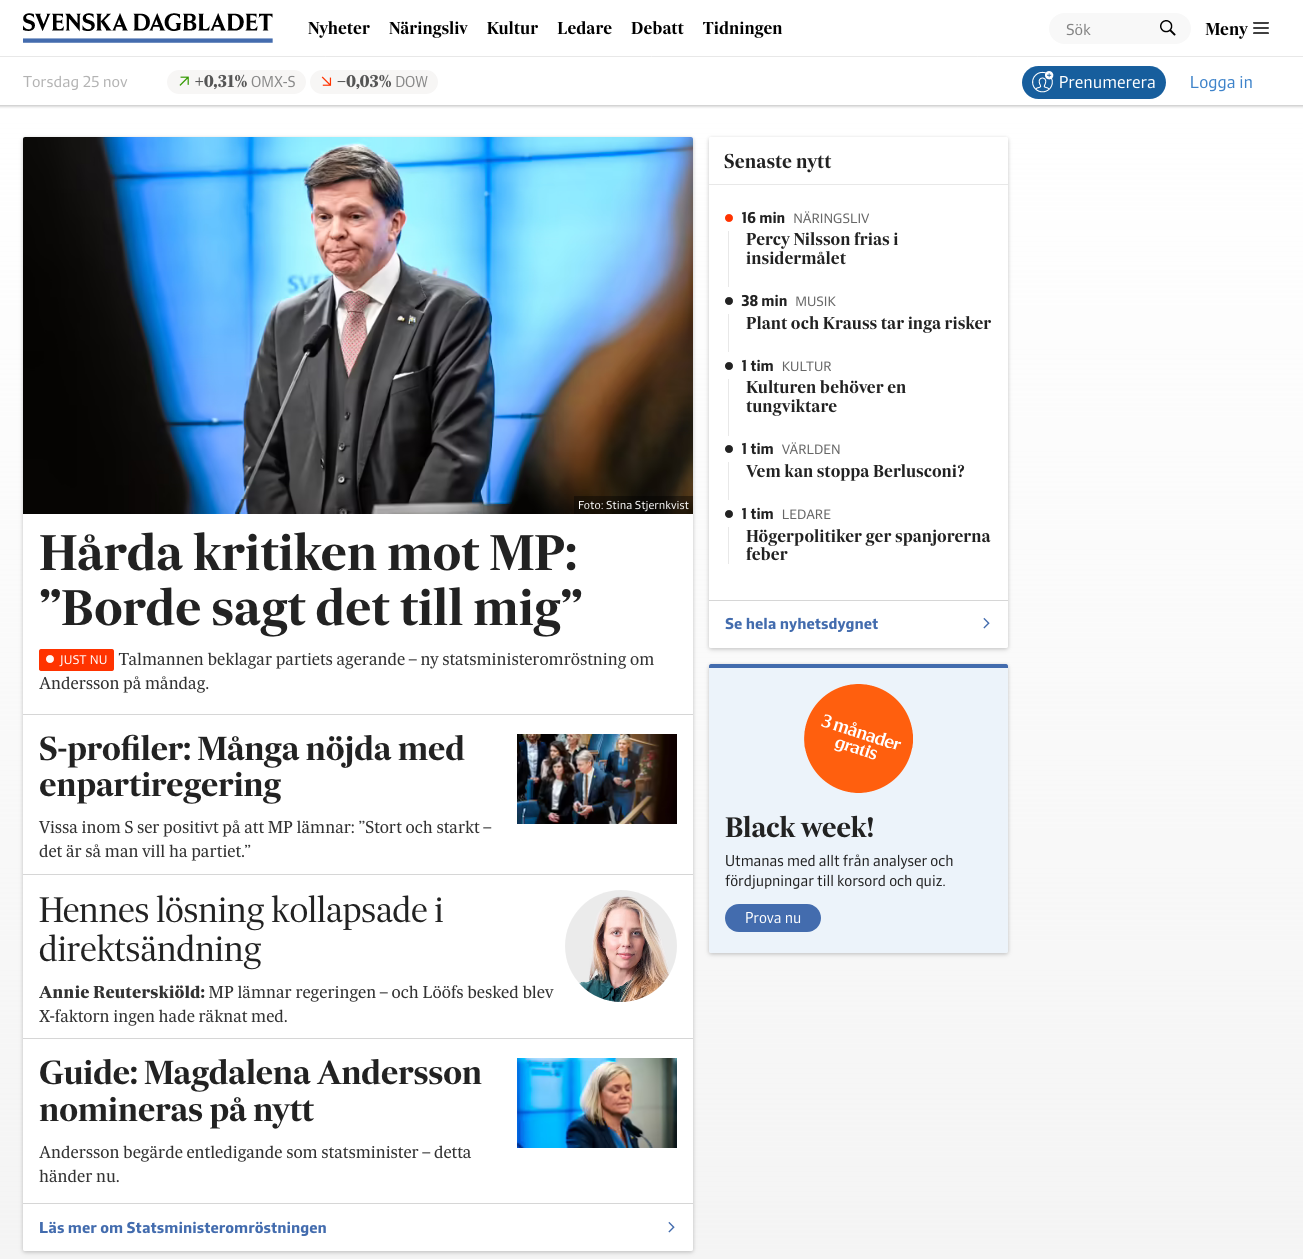 SVENSKA DAGBLADET
Nyheter Näringsliv Kultur Ledare Debatt Tidningen
Sök
Meny
Torsdag 25 nov
+0,31% OMX-S
−0,03% DOW
Prenumerera
Logga in
SV
Foto: Stina Stjernkvist
Hårda kritiken mot MP:
”Borde sagt det till mig”
JUST NU Talmannen beklagar partiets agerande – ny statsministeromröstning om
Andersson på måndag.
S-profiler: Många nöjda med
enpartiregering
Vissa inom S ser positivt på att MP lämnar: ”Stort och starkt –
det är så man vill ha partiet.”
Hennes lösning kollapsade i
direktsändning
Annie Reuterskiöld: MP lämnar regeringen – och Lööfs besked blev
X-faktorn ingen hade räknat med.
Guide: Magdalena Andersson
nomineras på nytt
Andersson begärde entledigande som statsminister – detta
händer nu.
Läs mer om Statsministeromröstningen
Senaste nytt
16 min NÄRINGSLIV
Percy Nilsson frias i
insidermålet
38 min MUSIK
Plant och Krauss tar inga risker
1 tim KULTUR
Kulturen behöver en
tungviktare
1 tim VÄRLDEN
Vem kan stoppa Berlusconi?
1 tim LEDARE
Högerpolitiker ger spanjorerna
feber
Se hela nyhetsdygnet
3 månader
gratis
Black week!
Utmanas med allt från analyser och
fördjupningar till korsord och quiz.
Prova nu